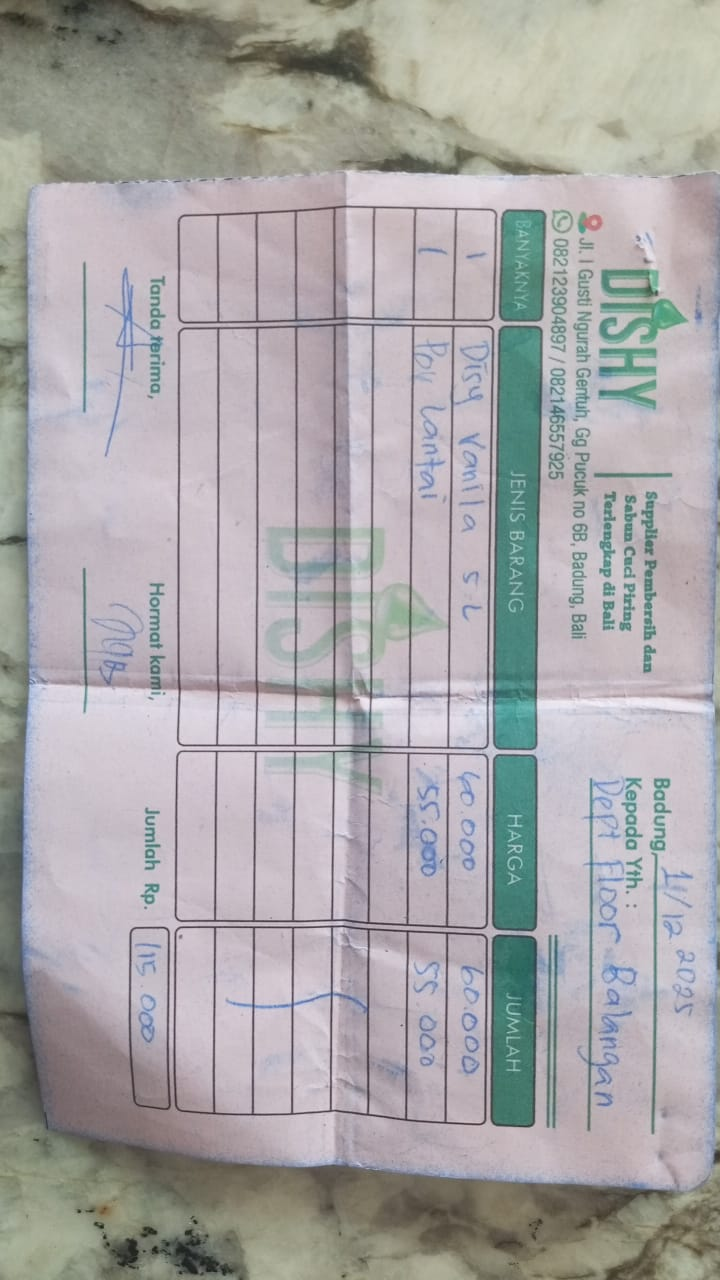 DISHY
Supplier Pembersih dan
Sabun Cuci Piring
Terlengkap di Bali
Jl. I Gusti Ngurah Gentuh, Gg Pucuk no 6B, Badung, Bali
082123904897 / 082146557925
Badung, 11/12 2025
Kepada Yth. :
Dept Floor Balangan
BANYAKNYA JENIS BARANG HARGA JUMLAH
1 Disy Vanila 5 L 60.000 60.000
1 Lantai 55.000 55.000
DISHY
Tanda terima, Hormat kami, Jumlah Rp. 115.000